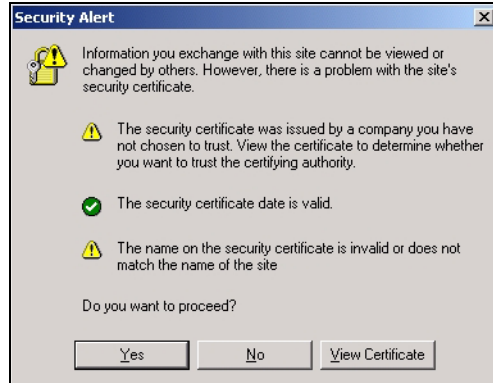 Security Alert
Information you exchange with this site cannot be viewed or
changed by others. However, there is a problem with the site's
security certificate.
The security certificate was issued by a company you have
not chosen to trust. View the certificate to determine whether
you want to trust the certifying authority.
The security certificate date is valid.
The name on the security certificate is invalid or does not
match the name of the site
Do you want to proceed?
Yes No View Certificate